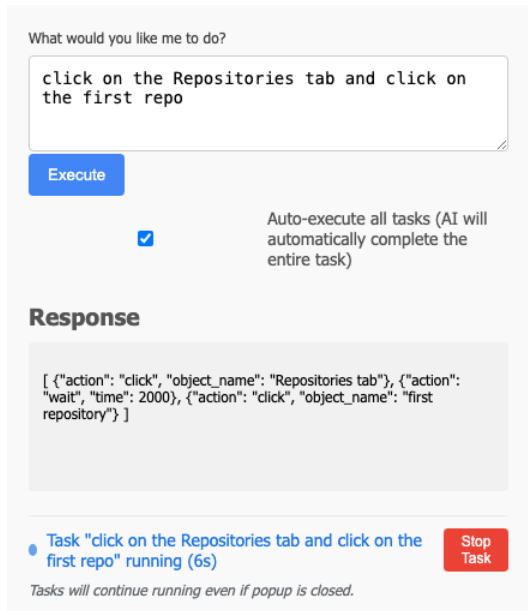 What would you like me to do?
click on the Repositories tab and click on
the first repo
Execute
Auto-execute all tasks (AI will
automatically complete the
entire task)
Response
[ {"action": "click", "object_name": "Repositories tab"}, {"action":
"wait", "time": 2000}, {"action": "click", "object_name": "first
repository"} ]
Task "click on the Repositories tab and click on the
first repo" running (6s)
Stop
Task
Tasks will continue running even if popup is closed.